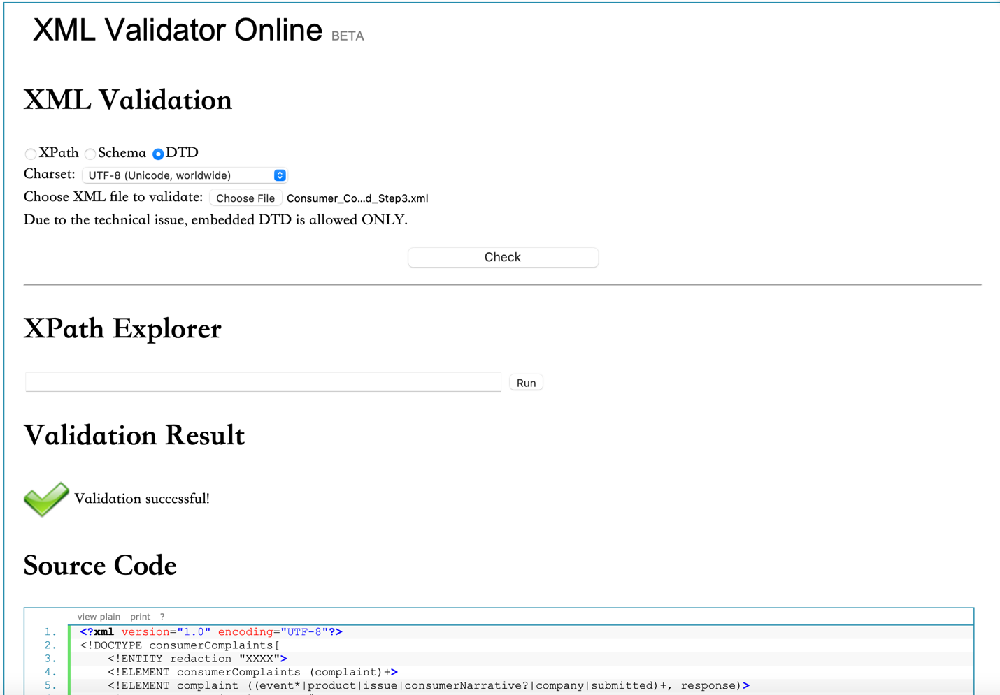 XML Validator Online BETA
XML Validation
XPath Schema DTD
Charset: UTF-8 (Unicode, worldwide)
Choose XML file to validate: Choose File Consumer_Co...d_Step3.xml
Due to the technical issue, embedded DTD is allowed ONLY.
Check
XPath Explorer
Run
Validation Result
Validation successful!
Source Code
view plain print ?
1. <?xml version="1.0" encoding="UTF-8"?>
2. <!DOCTYPE consumerComplaints[
3. <!ENTITY redaction "XXXX">
4. <!ELEMENT consumerComplaints (complaint)+>
5. <!ELEMENT complaint ((event*|product|issue|consumerNarrative?|company|submitted)+, response)>